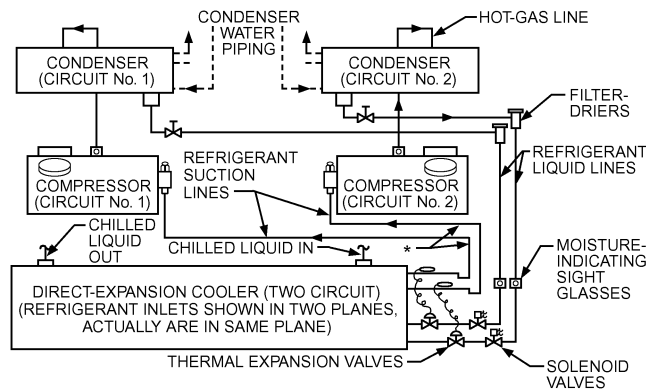 CONDENSER
WATER
PIPING
HOT-GAS LINE
CONDENSER
(CIRCUIT No. 1)
CONDENSER
(CIRCUIT No. 2)
FILTER-
DRIERS
REFRIGERANT
SUCTION
LINES
REFRIGERANT
LIQUID LINES
COMPRESSOR
(CIRCUIT No. 1)
COMPRESSOR
(CIRCUIT No. 2)
CHILLED
LIQUID
OUT
CHILLED LIQUID IN
*
MOISTURE-
INDICATING
SIGHT
GLASSES
DIRECT-EXPANSION COOLER (TWO CIRCUIT)
(REFRIGERANT INLETS SHOWN IN TWO PLANES,
ACTUALLY ARE IN SAME PLANE)
THERMAL EXPANSION VALVES
SOLENOID
VALVES